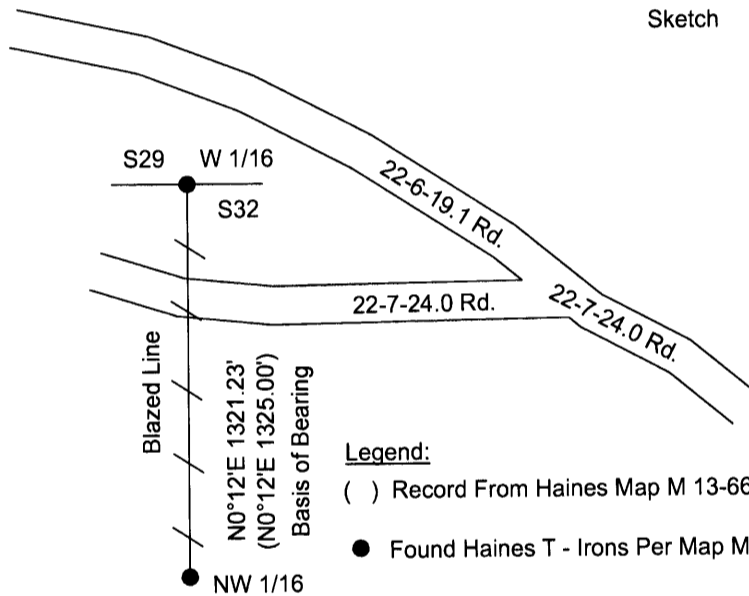 Sketch
S29 W 1/16
S32
22-6-19.1 Rd.
22-7-24.0 Rd.
22-7-24.0 Rd.
Blazed Line
N0°12'E 1321.23'
(N0°12'E 1325.00')
Basis of Bearing
Legend:
( ) Record From Haines Map M 13-66
● Found Haines T - Irons Per Map M
NW 1/16